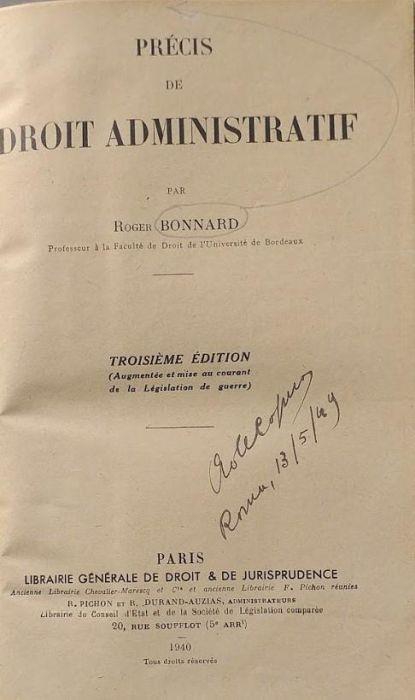 PRÉCIS
DE
DROIT ADMINISTRATIF
PAR
ROGER BONNARD
Professeur à la Faculté de Droit de l'Université de Bordeaux
TROISIÈME ÉDITION
(Augmentée et mise au courant
de la Législation de guerre)
Roma, 13/5/49
PARIS
LIBRAIRIE GÉNÉRALE DE DROIT & DE JURISPRUDENCE
Ancienne Librairie Chevalier-Marescq et Cie et ancienne Librairie F. Pichon réunies
R. PICHON ET R. DURAND-AUZIAS, ADMINISTRATEURS
Librairie du Conseil d'Etat et de la Société de Législation comparée
20, RUE SOUFFLOT (5e ARRt)
1940
Tous droits réservés